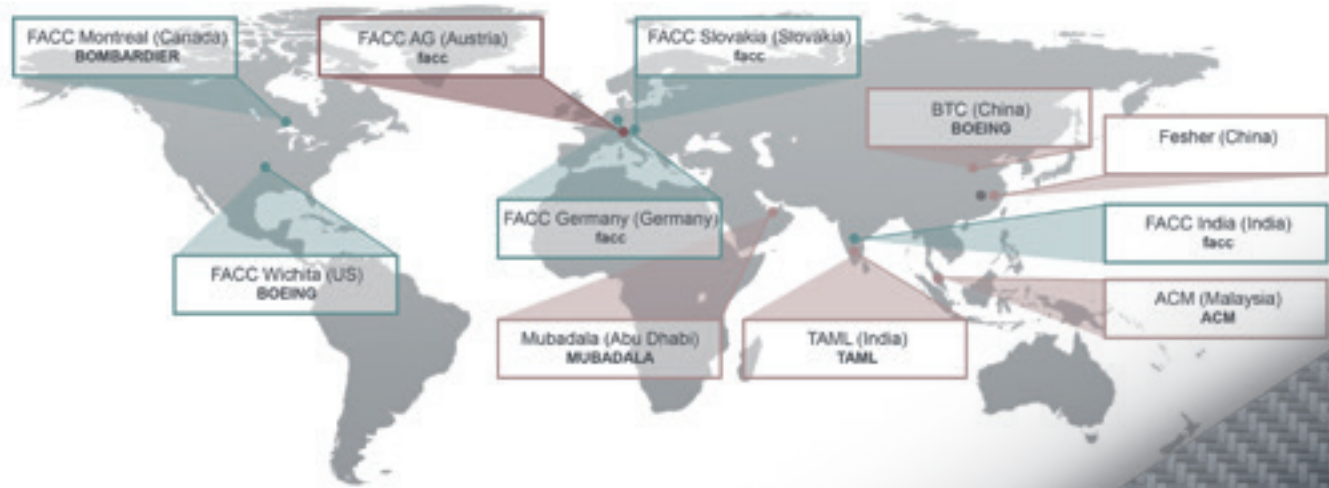 FACC Montreal (Canada)
BOMBARDIER
FACC AG (Austria)
facc
FACC Slovakia (Slovakia)
facc
BTC (China)
BOEING
Fesher (China)
FACC Germany (Germany)
facc
FACC India (India)
facc
FACC Wichita (US)
BOEING
Mubadala (Abu Dhabi)
MUBADALA
TAML (India)
TAML
ACM (Malaysia)
ACM